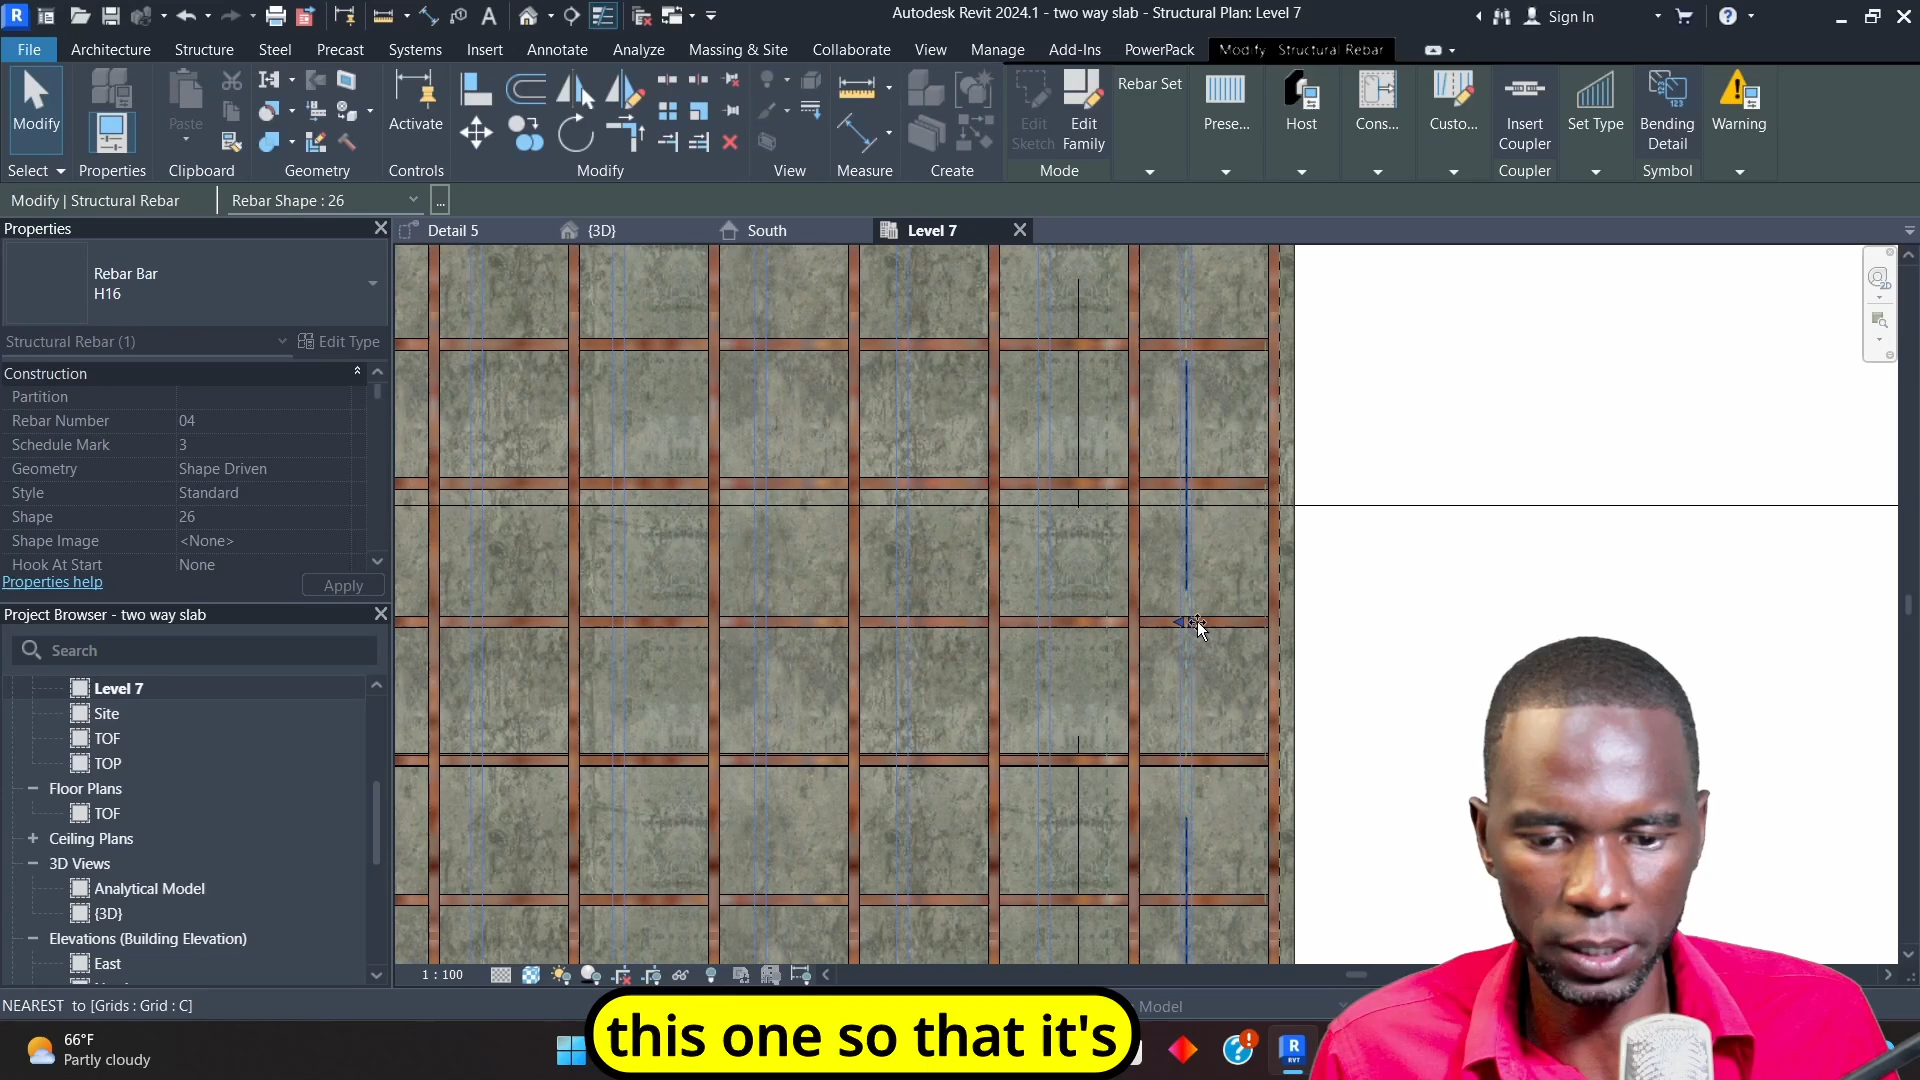 Autodesk Revit 2024.1 - two way slab - Structural Plan: Level 7
Sign In
File Architecture Structure Steel Precast Systems Insert Annotate Analyze Massing & Site Collaborate View Manage Add-Ins PowerPack Modify Structural Rebar
Modify
Paste
Activate
Edit Sketch
Edit Family
Rebar Set
Prese...
Host
Cons...
Custo...
Insert Coupler
Set Type
Bending Detail
Warning
Select Properties Clipboard Geometry Controls Modify View Measure Create Mode Coupler Symbol
Modify | Structural Rebar
Rebar Shape : 26
...
Properties
Detail 5
{3D}
South
Level 7
Rebar Bar
H16
Structural Rebar (1)
Edit Type
Construction
Partition
Rebar Number 04
Schedule Mark 3
Geometry Shape Driven
Style Standard
Shape 26
Shape Image <None>
Hook At Start None
Properties help
Apply
Project Browser - two way slab
Search
Level 7
Site
TOF
TOP
Floor Plans
TOF
Ceiling Plans
3D Views
Analytical Model
{3D}
Elevations (Building Elevation)
East
1 : 100
NEAREST to [Grids : Grid : C]
Model
66°F
Partly cloudy
this one so that it's